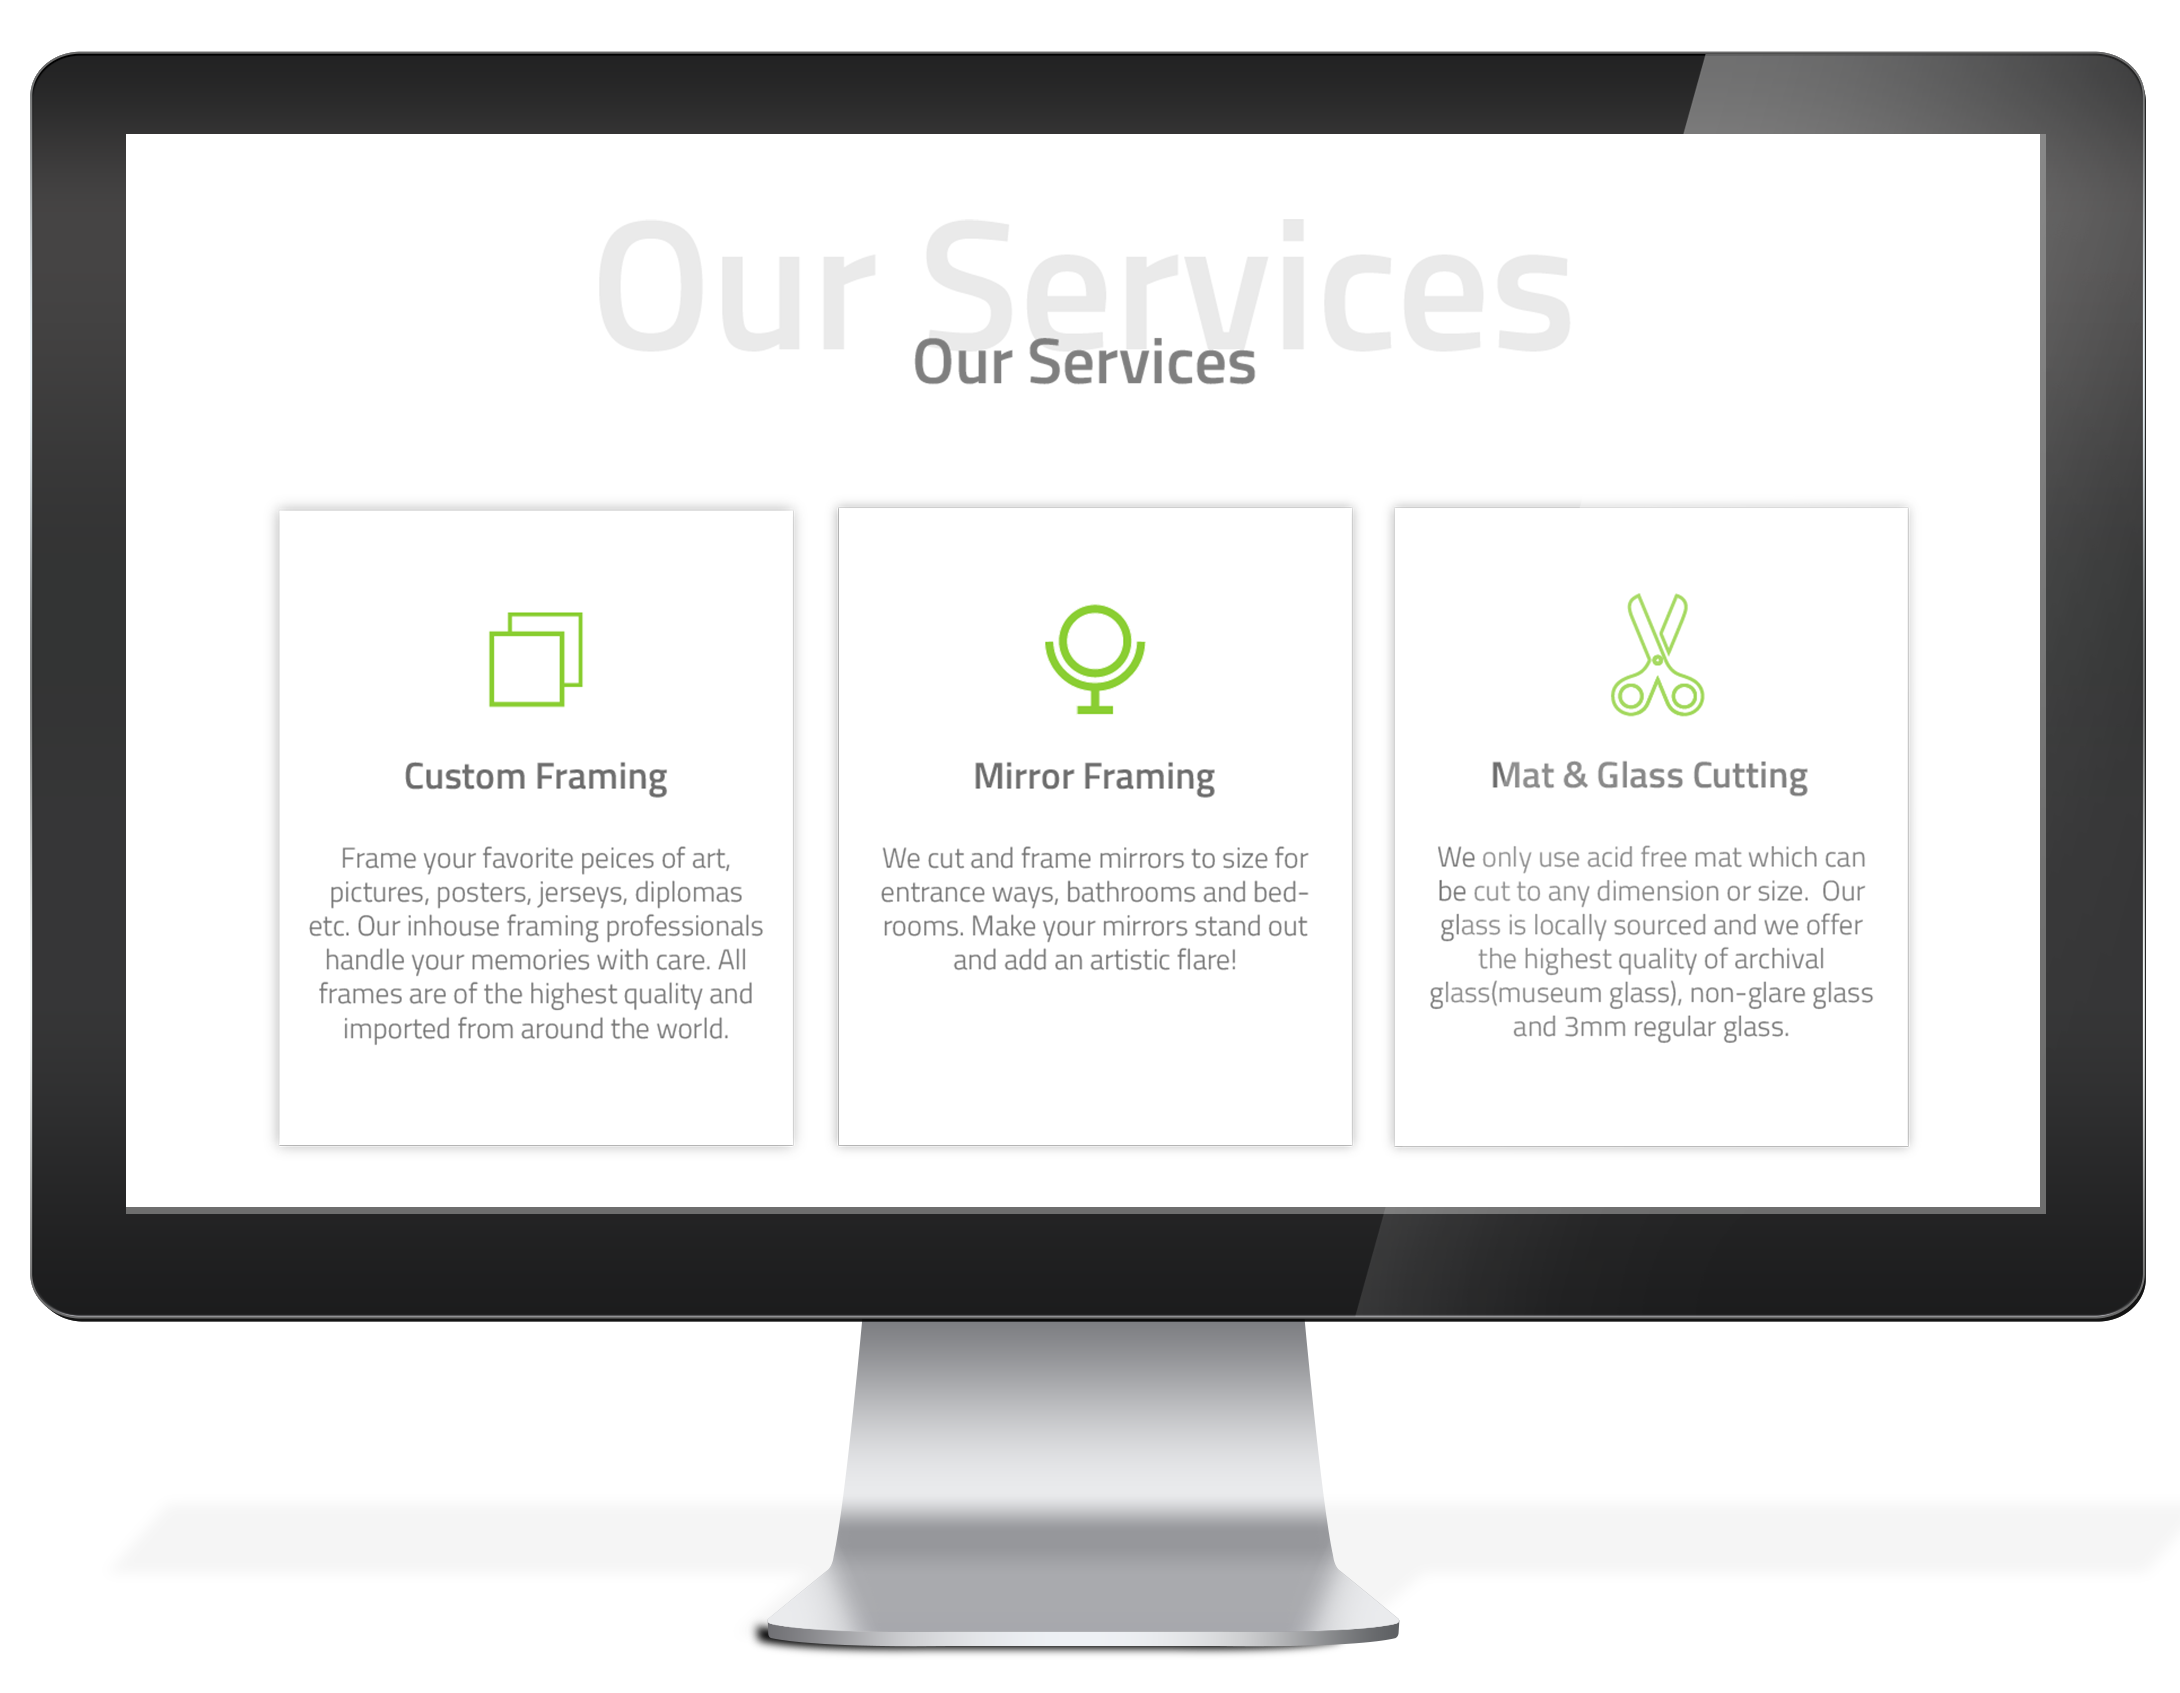 Our Services
Our Services
Custom Framing
Frame your favorite peices of art,
pictures, posters, jerseys, diplomas
etc. Our inhouse framing professionals
handle your memories with care. All
frames are of the highest quality and
imported from around the world.
Mirror Framing
We cut and frame mirrors to size for
entrance ways, bathrooms and bed-
rooms. Make your mirrors stand out
and add an artistic flare!
Mat & Glass Cutting
We only use acid free mat which can
be cut to any dimension or size.  Our
glass is locally sourced and we offer
the highest quality of archival
glass(museum glass), non-glare glass
and 3mm regular glass.